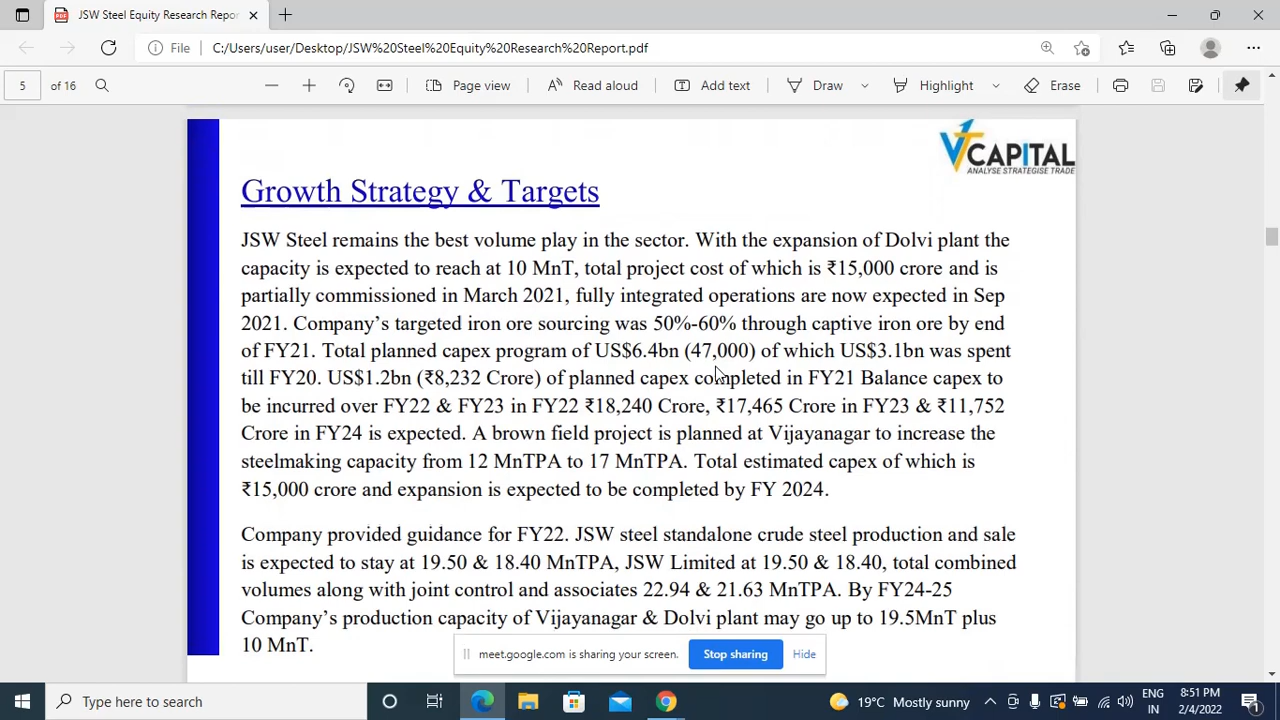 JSW Steel Equity Research Repor
File
C:/Users/user/Desktop/JSW%20Steel%20Equity%20Research%20Report.pdf
5 of 16
Page view
Read aloud
Add text
Draw
Highlight
Erase
VTCAPITAL
ANALYSE STRATEGISE TRADE
Growth Strategy & Targets
JSW Steel remains the best volume play in the sector. With the expansion of Dolvi plant the
capacity is expected to reach at 10 MnT, total project cost of which is ₹15,000 crore and is
partially commissioned in March 2021, fully integrated operations are now expected in Sep
2021. Company's targeted iron ore sourcing was 50%-60% through captive iron ore by end
of FY21. Total planned capex program of US$6.4bn (47,000) of which US$3.1bn was spent
till FY20. US$1.2bn (₹8,232 Crore) of planned capex completed in FY21 Balance capex to
be incurred over FY22 & FY23 in FY22 ₹18,240 Crore, ₹17,465 Crore in FY23 & ₹11,752
Crore in FY24 is expected. A brown field project is planned at Vijayanagar to increase the
steelmaking capacity from 12 MnTPA to 17 MnTPA. Total estimated capex of which is
₹15,000 crore and expansion is expected to be completed by FY 2024.
Company provided guidance for FY22. JSW steel standalone crude steel production and sale
is expected to stay at 19.50 & 18.40 MnTPA, JSW Limited at 19.50 & 18.40, total combined
volumes along with joint control and associates 22.94 & 21.63 MnTPA. By FY24-25
Company's production capacity of Vijayanagar & Dolvi plant may go up to 19.5MnT plus
10 MnT.
meet.google.com is sharing your screen.
Stop sharing
Hide
Type here to search
19°C Mostly sunny
ENG
IN
8:51 PM
2/4/2022
1